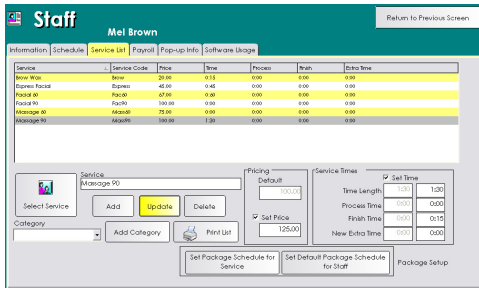 Staff
Return to Previous Screen
Mel Brown
Information Schedule Service List Payroll Pop-up Info Software Usage
Service Service Code Price Time Process Finish Extra Time
Brow Wax Brow 20.00 0:15 0:00 0:00 0:00
Express Facial Express 45.00 0:45 0:00 0:00 0:00
Facial 60 Fac60 67.00 0:60 0:00 0:00 0:00
Facial 90 Fac90 100.00 0:00 0:00 0:00
Massage 60 Mass60 75.00 0:00 0:00 0:00 0:00
Massage 90 Mass90 100.00 1:30 0:00 0:00 0:00
Service
Massage 90
Select Service
Add Update Delete
Category
Add Category Print List
Pricing
Default
100.00
Set Price
125.00
Service Times
Set Time
Time Length 1:30 1:30
Process Time 0:00 0:00
Finish Time 0:00 0:15
New Extra Time 0:00 0:00
Set Package Schedule for Service
Set Default Package Schedule for Staff
Package Setup